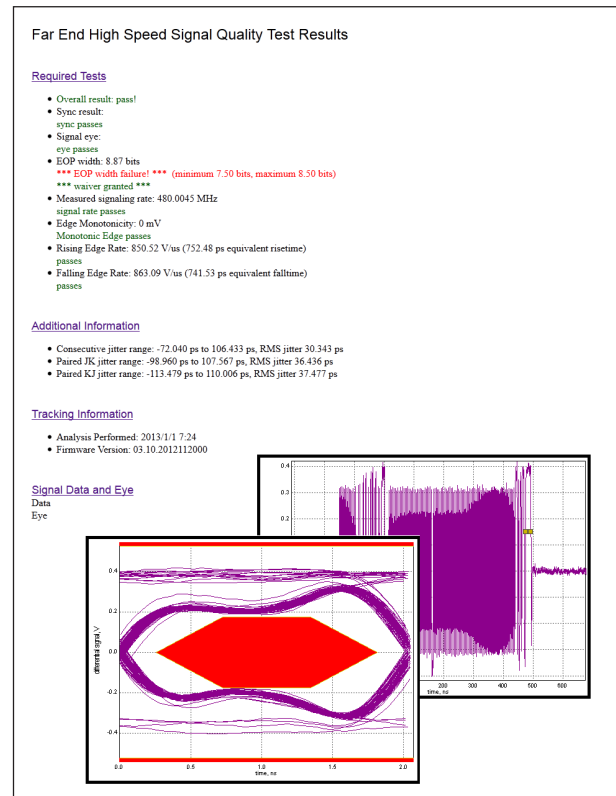 Far End High Speed Signal Quality Test Results
Required Tests
• Overall result: pass!
• Sync result:
sync passes
• Signal eye:
eye passes
• EOP width: 8.87 bits
*** EOP width failure! *** (minimum 7.50 bits, maximum 8.50 bits)
*** waiver granted ***
• Measured signaling rate: 480.0045 MHz
signal rate passes
• Edge Monotonicity: 0 mV
Monotonic Edge passes
• Rising Edge Rate: 850.52 V/us (752.48 ps equivalent risetime)
passes
• Falling Edge Rate: 863.09 V/us (741.53 ps equivalent falltime)
passes
Additional Information
• Consecutive jitter range: -72.040 ps to 106.433 ps, RMS jitter 30.343 ps
• Paired JK jitter range: -98.960 ps to 107.567 ps, RMS jitter 36.436 ps
• Paired KJ jitter range: -113.479 ps to 110.006 ps, RMS jitter 37.477 ps
Tracking Information
• Analysis Performed: 2013/1/1 7:24
• Firmware Version: 03.10.2012112000
Signal Data and Eye
Data
Eye
0.4
0.3
0.2
200 300 400 500 600
time, ns
0.4
0.2
0.0
-0.2
-0.4
differential signal, V
0.0 0.5 1.0 1.5 2.0
time, ns